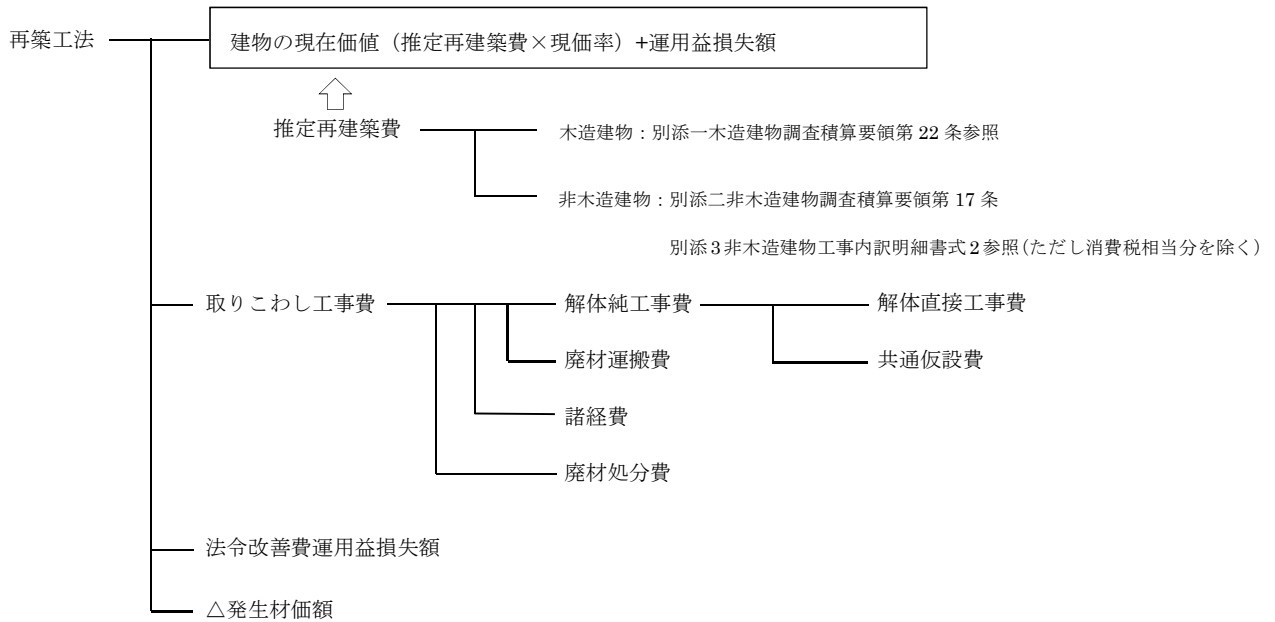 再築工法
建物の現在価値（推定再建築費×現価率）+運用益損失額
推定再建築費
木造建物：別添一木造建物調査積算要領第 22 条参照
非木造建物：別添二非木造建物調査積算要領第 17 条
別添 3 非木造建物工事内訳明細書式 2 参照（ただし消費税相当分を除く）
取りこわし工事費
解体純工事費
解体直接工事費
廃材運搬費
共通仮設費
諸経費
廃材処分費
法令改善費運用益損失額
△発生材価額